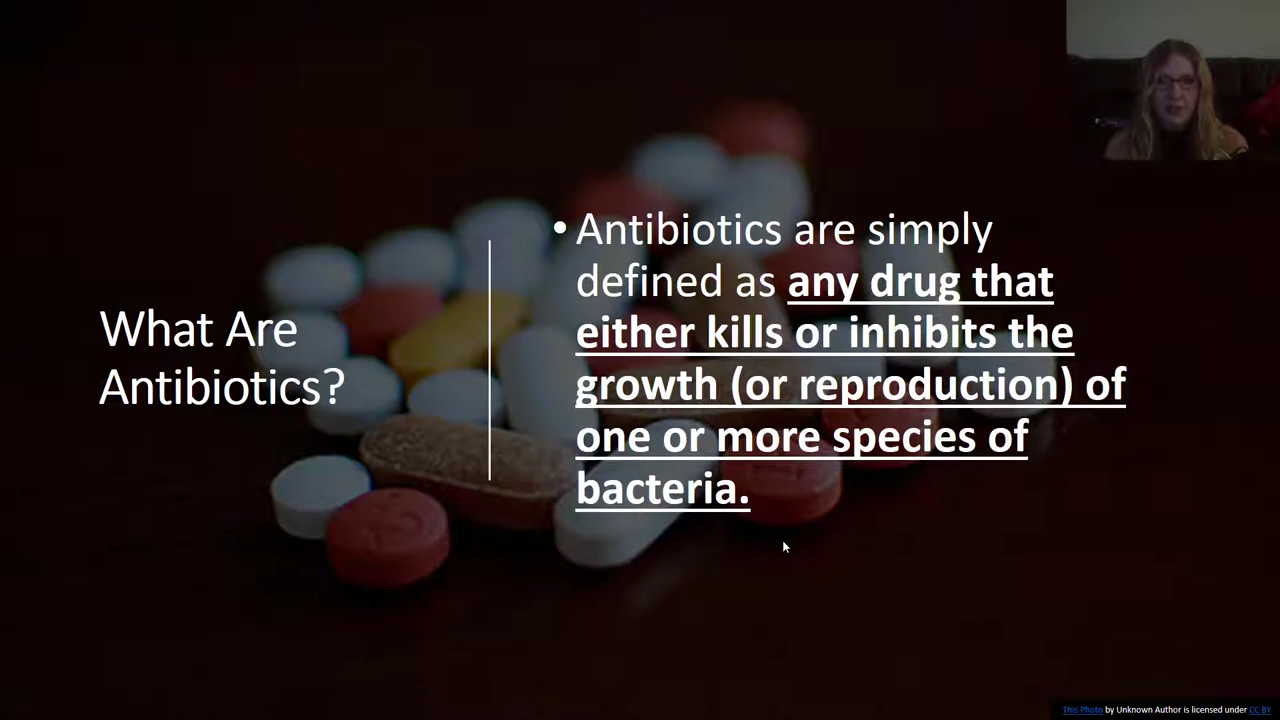 What Are
Antibiotics?
• Antibiotics are simply
defined as any drug that
either kills or inhibits the
growth (or reproduction) of
one or more species of
bacteria.
This Photo by Unknown Author is licensed under CC BY